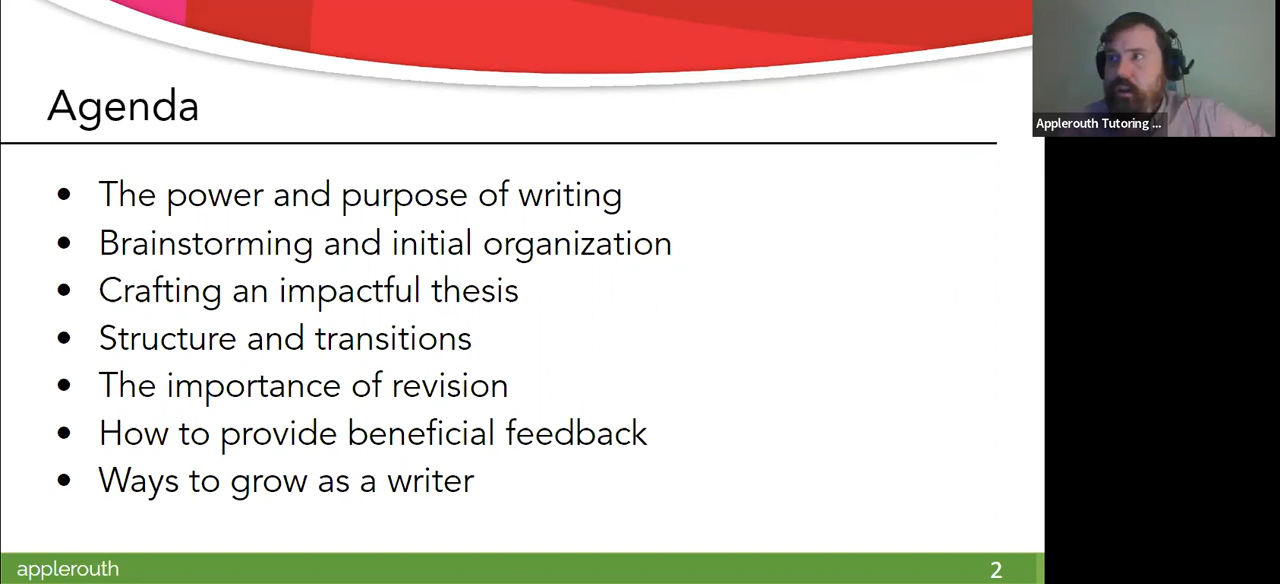 Agenda
Applerouth Tutoring ...
• The power and purpose of writing
• Brainstorming and initial organization
• Crafting an impactful thesis
• Structure and transitions
• The importance of revision
• How to provide beneficial feedback
• Ways to grow as a writer
applerouth
2